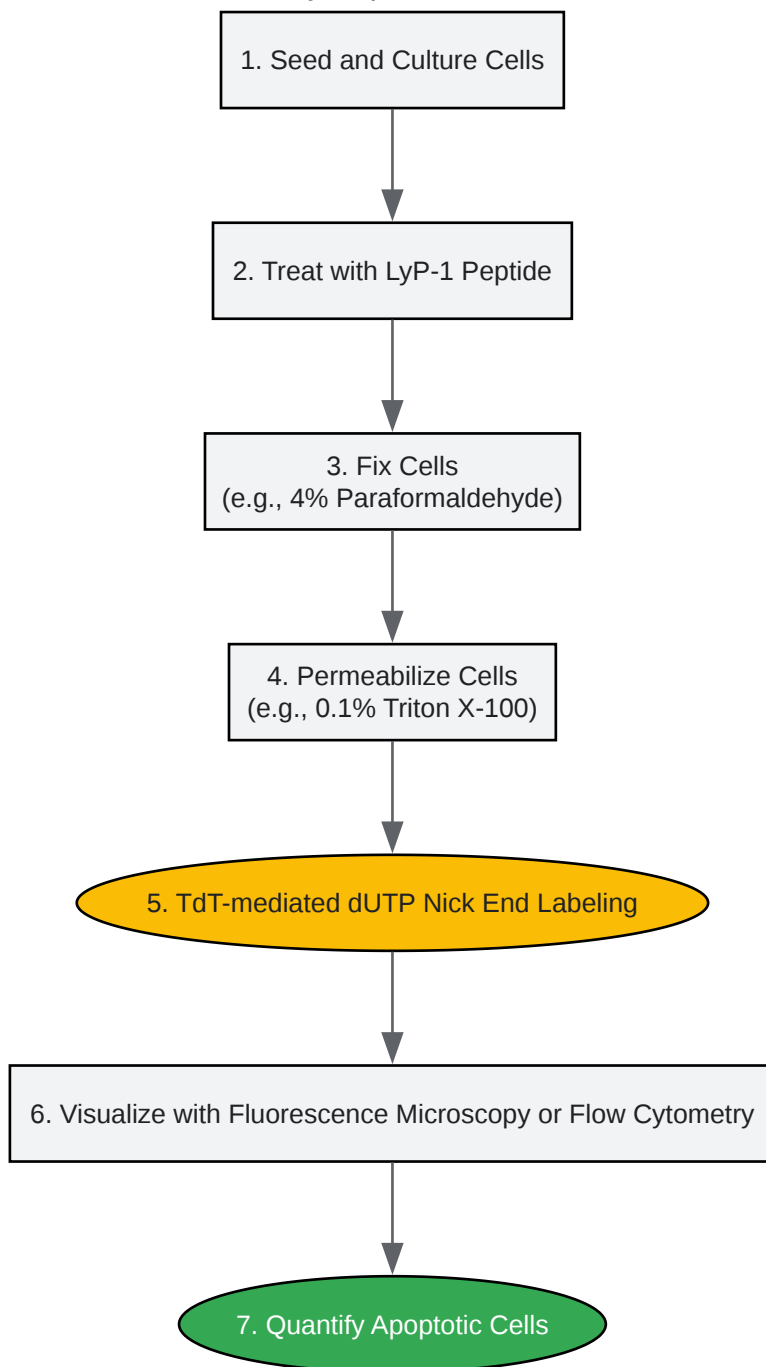 1. Seed and Culture Cells
2. Treat with LyP-1 Peptide
3. Fix Cells
(e.g., 4% Paraformaldehyde)
4. Permeabilize Cells
(e.g., 0.1% Triton X-100)
5. TdT-mediated dUTP Nick End Labeling
6. Visualize with Fluorescence Microscopy or Flow Cytometry
7. Quantify Apoptotic Cells